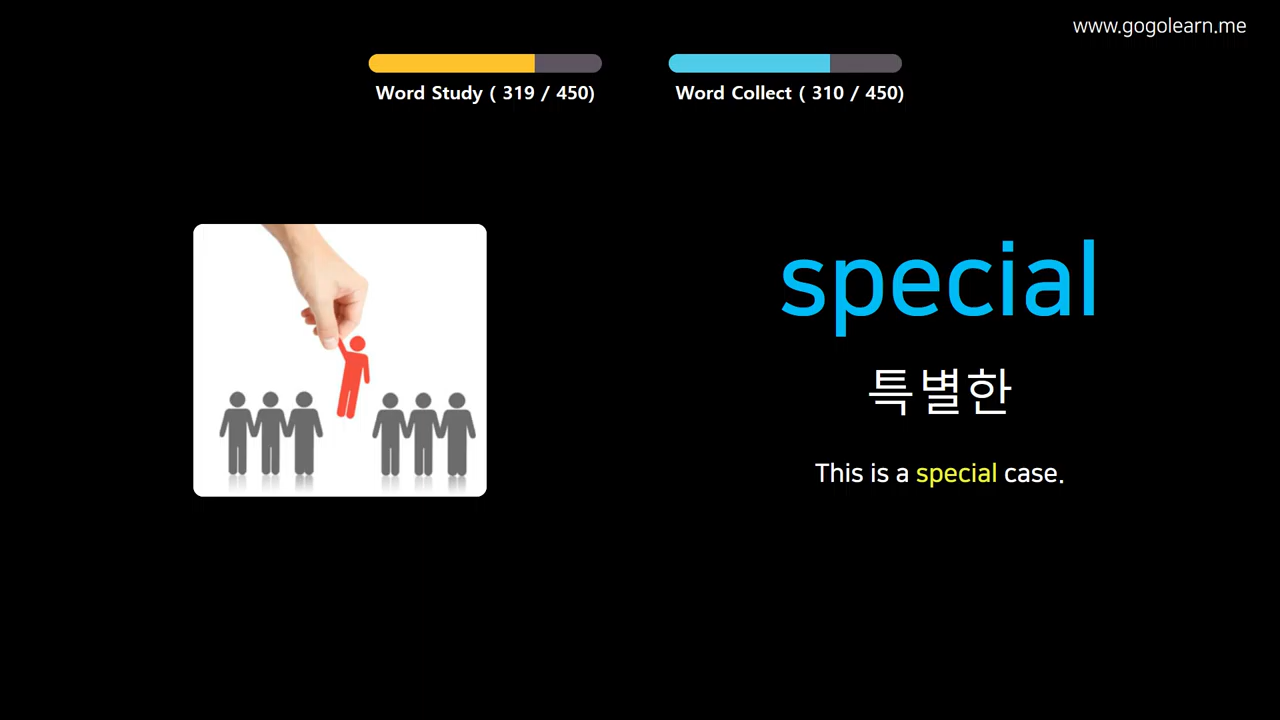 www.gogolearn.me
Word Study ( 319 / 450)
Word Collect ( 310 / 450)
special
특별한
This is a special case.